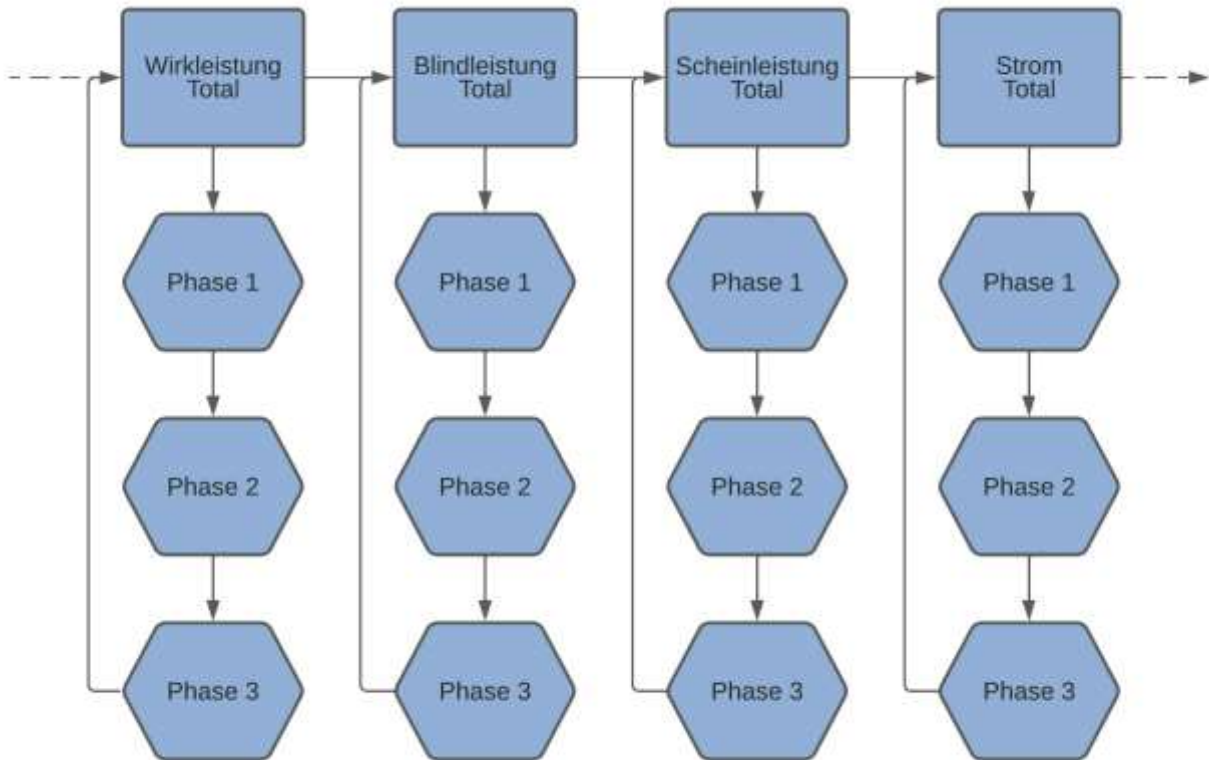 Wirkleistung
Total
Blindleistung
Total
Scheinleistung
Total
Strom
Total
Phase 1
Phase 1
Phase 1
Phase 1
Phase 2
Phase 2
Phase 2
Phase 2
Phase 3
Phase 3
Phase 3
Phase 3